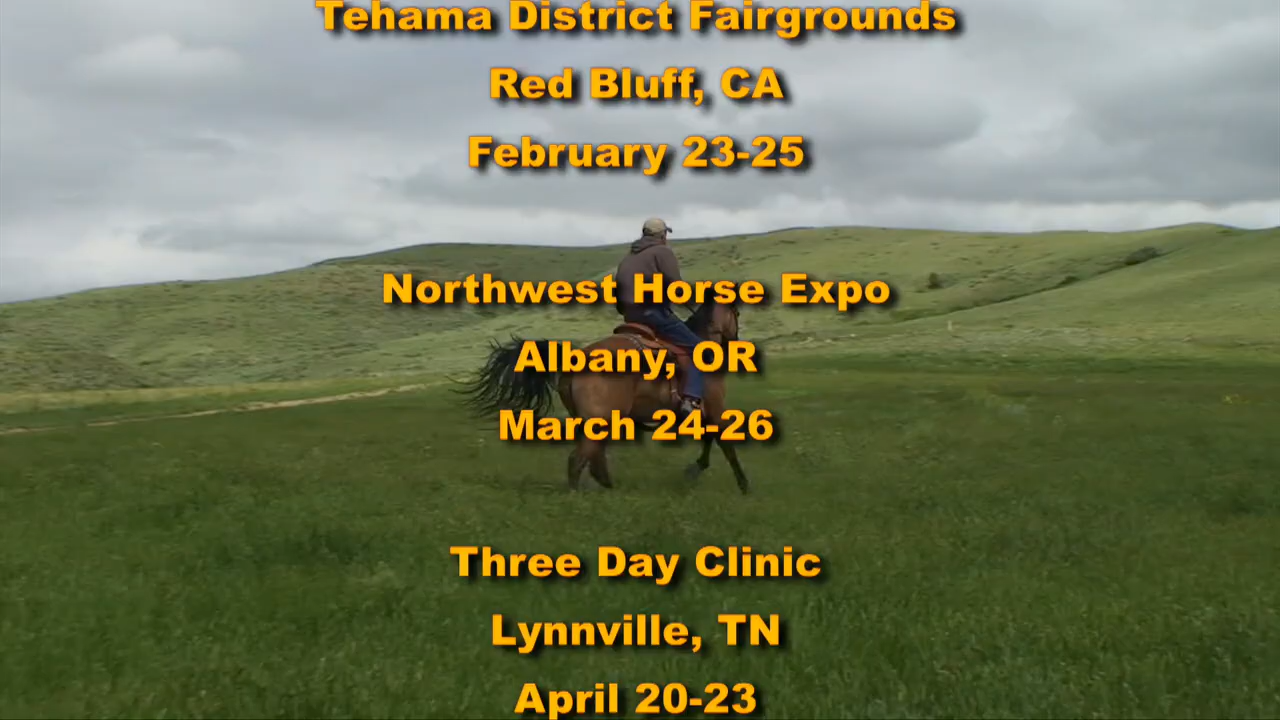 Tehama District Fairgrounds
Red Bluff, CA
February 23-25
Northwest Horse Expo
Albany, OR
March 24-26
Three Day Clinic
Lynnville, TN
April 20-23